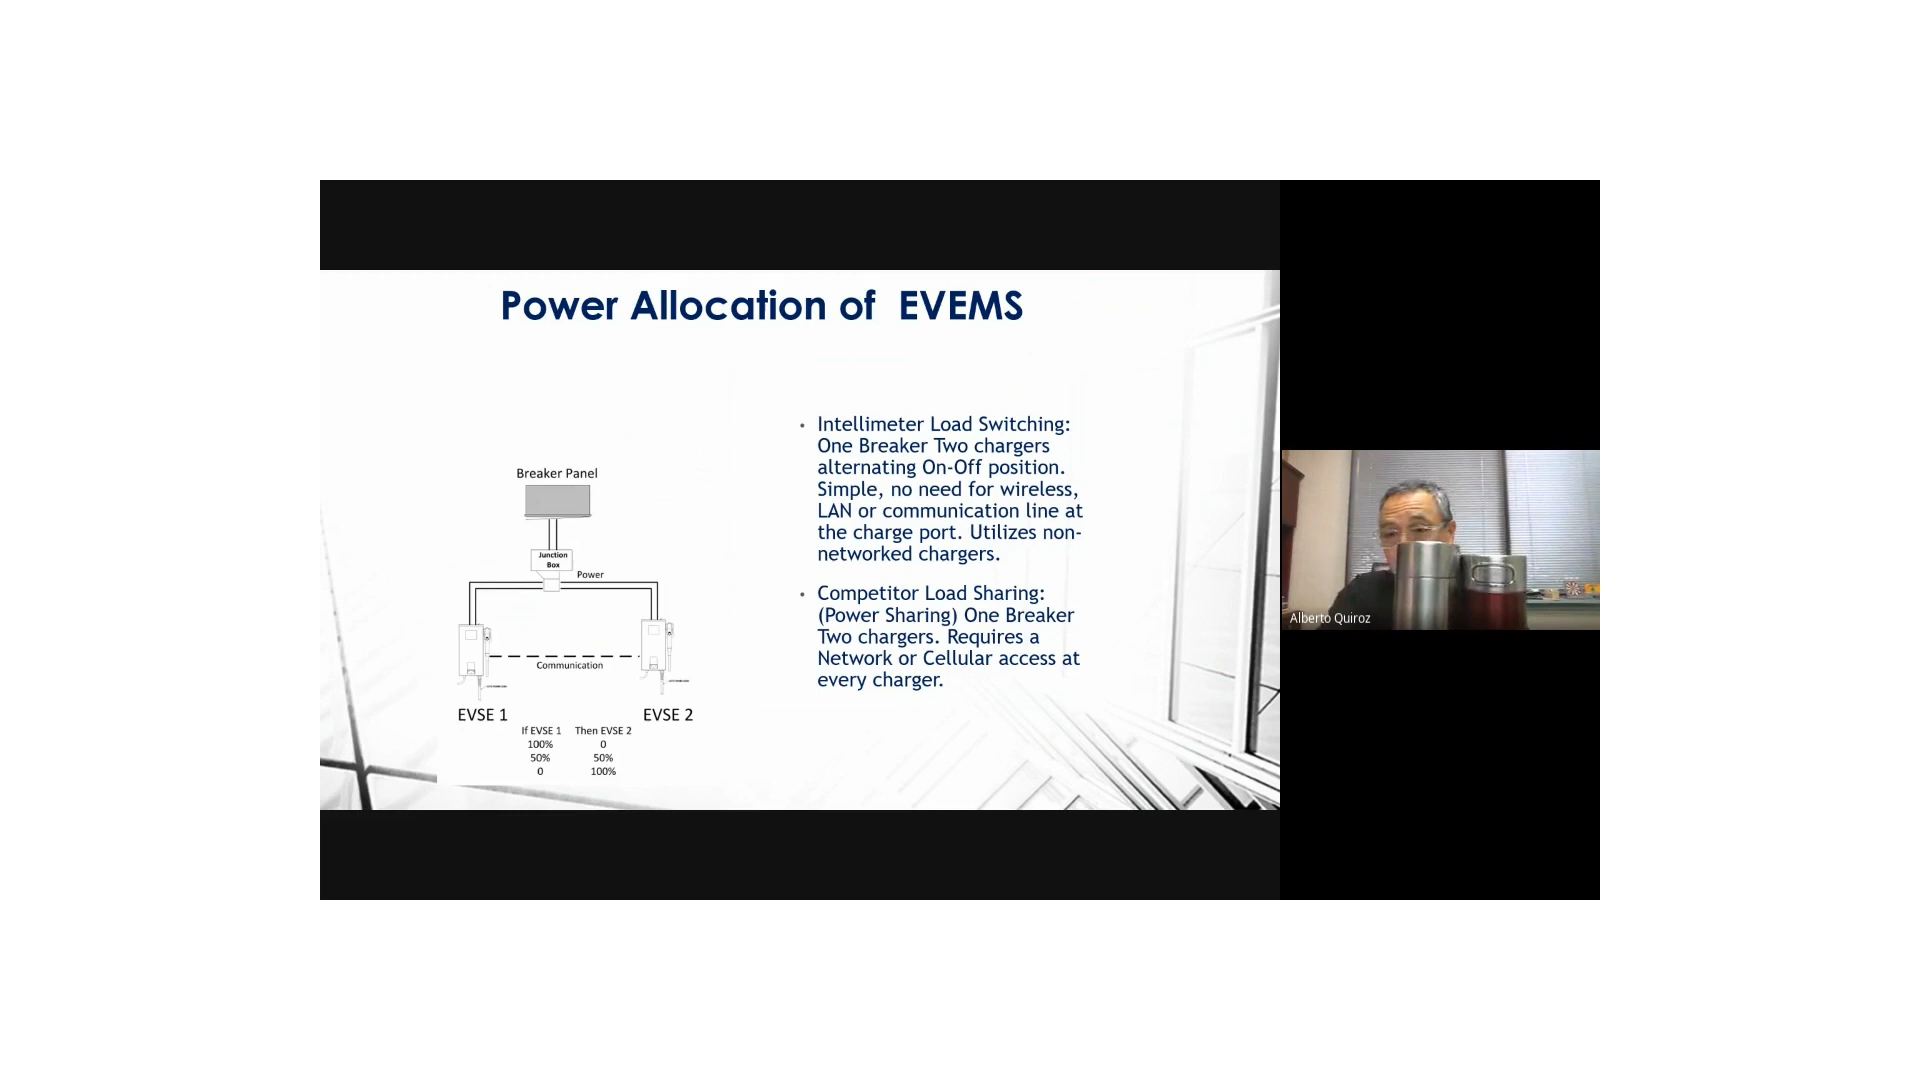 Power Allocation of EVEMS
Breaker Panel
Junction
Box
Power
Communication
EVSE 1
EVSE 2
If EVSE 1 Then EVSE 2
100% 0
50% 50%
0 100%
• Intellimeter Load Switching:
One Breaker Two chargers
alternating On-Off position.
Simple, no need for wireless,
LAN or communication line at
the charge port. Utilizes non-
networked chargers.
• Competitor Load Sharing:
(Power Sharing) One Breaker
Two chargers. Requires a
Network or Cellular access at
every charger.
Alberto Quiroz